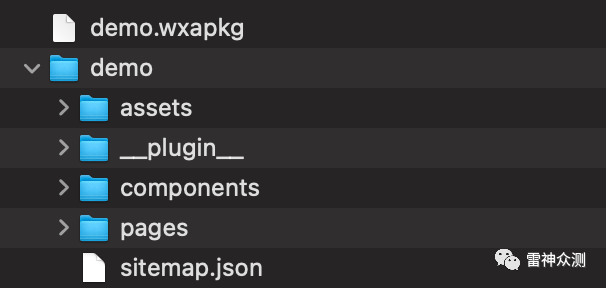 demo.wxapkg
demo
assets
__plugin__
components
pages
sitemap.json
雷神众测